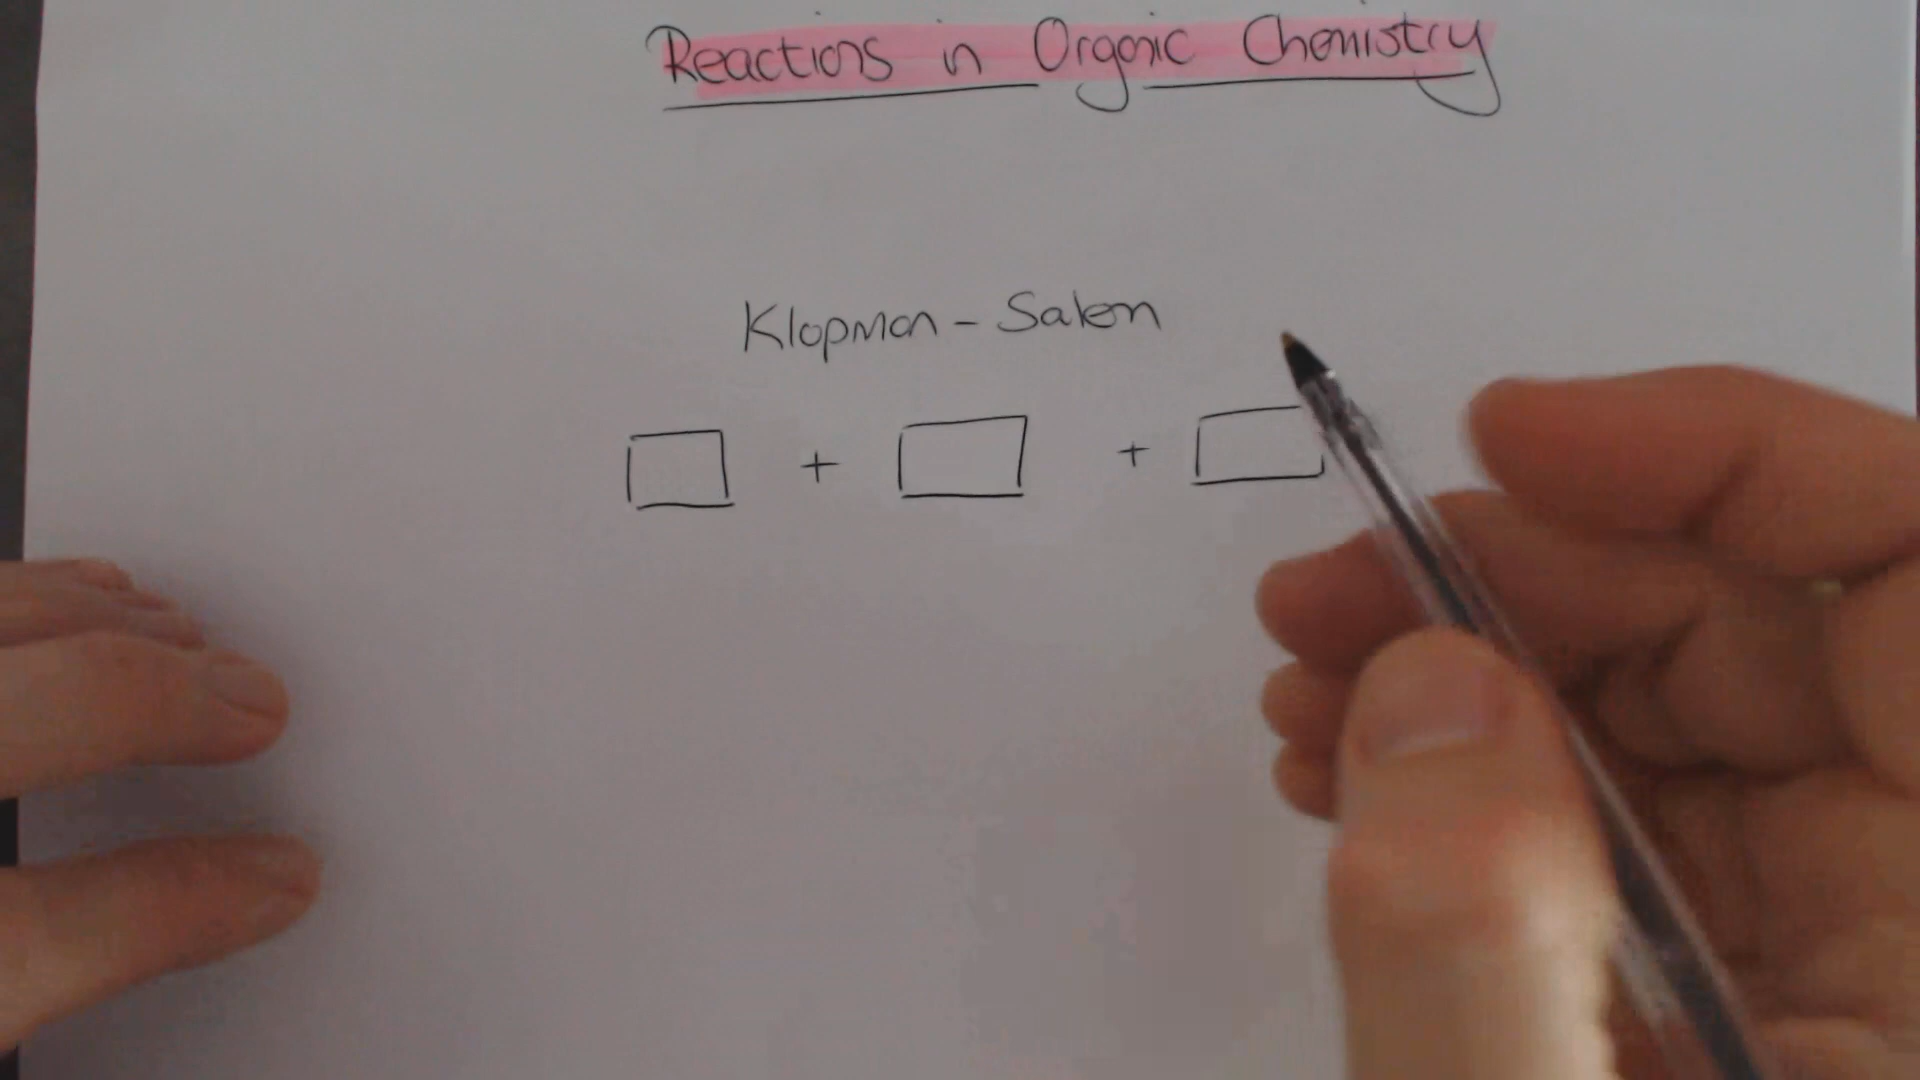 Reactions in Organic Chemistry
Klopman - Salem
+ +